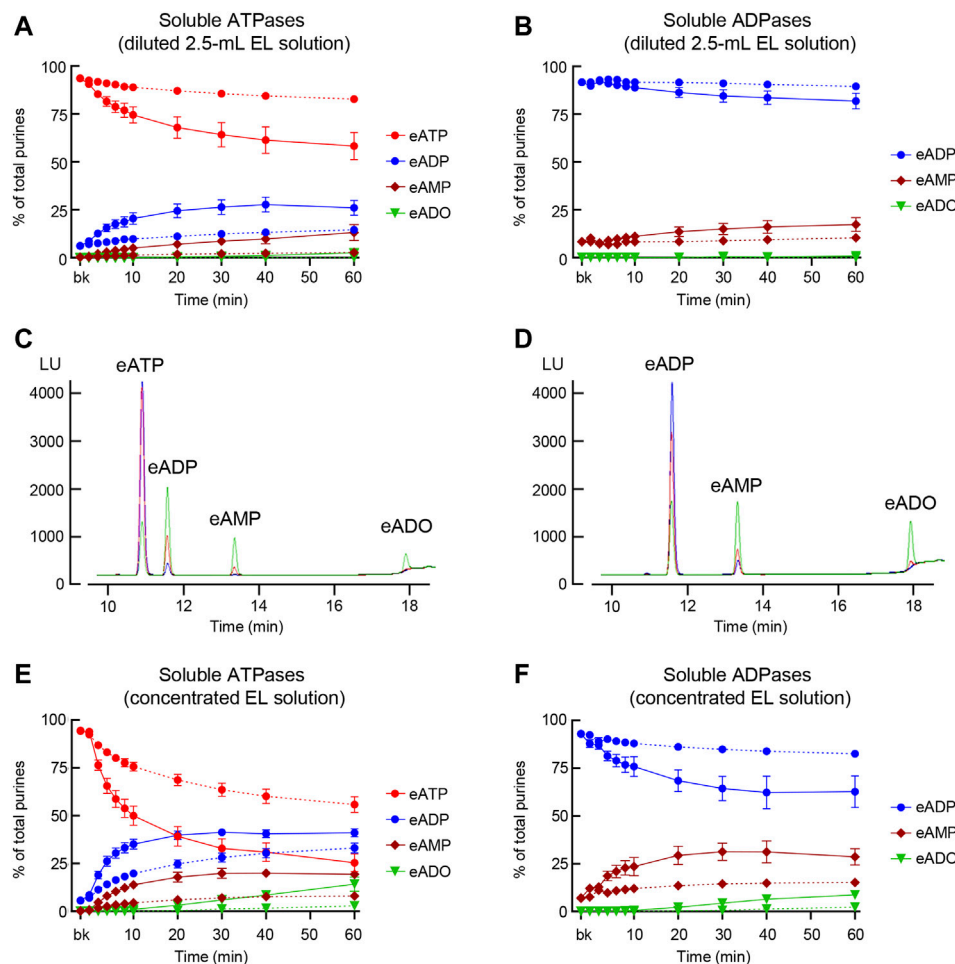 A
Soluble ATPases
(diluted 2.5-mL EL solution)
% of total purines
100
75
50
25
0
bk 10 20 30 40 50 60
Time (min)
eATP
eADP
eAMP
eADO
B
Soluble ADPases
(diluted 2.5-mL EL solution)
% of total purines
100
75
50
25
0
bk 10 20 30 40 50 60
Time (min)
eADP
eAMP
eADO
C
LU
4000
3000
2000
1000
0
eATP
eADP
eAMP
eADO
10 12 14 16 18
Time (min)
D
LU
4000
3000
2000
1000
0
eADP
eAMP
eADO
10 12 14 16 18
Time (min)
E
Soluble ATPases
(concentrated EL solution)
% of total purines
100
75
50
25
0
bk 10 20 30 40 50 60
Time (min)
eATP
eADP
eAMP
eADO
F
Soluble ADPases
(concentrated EL solution)
% of total purines
100
75
50
25
0
bk 10 20 30 40 50 60
Time (min)
eADP
eAMP
eADO